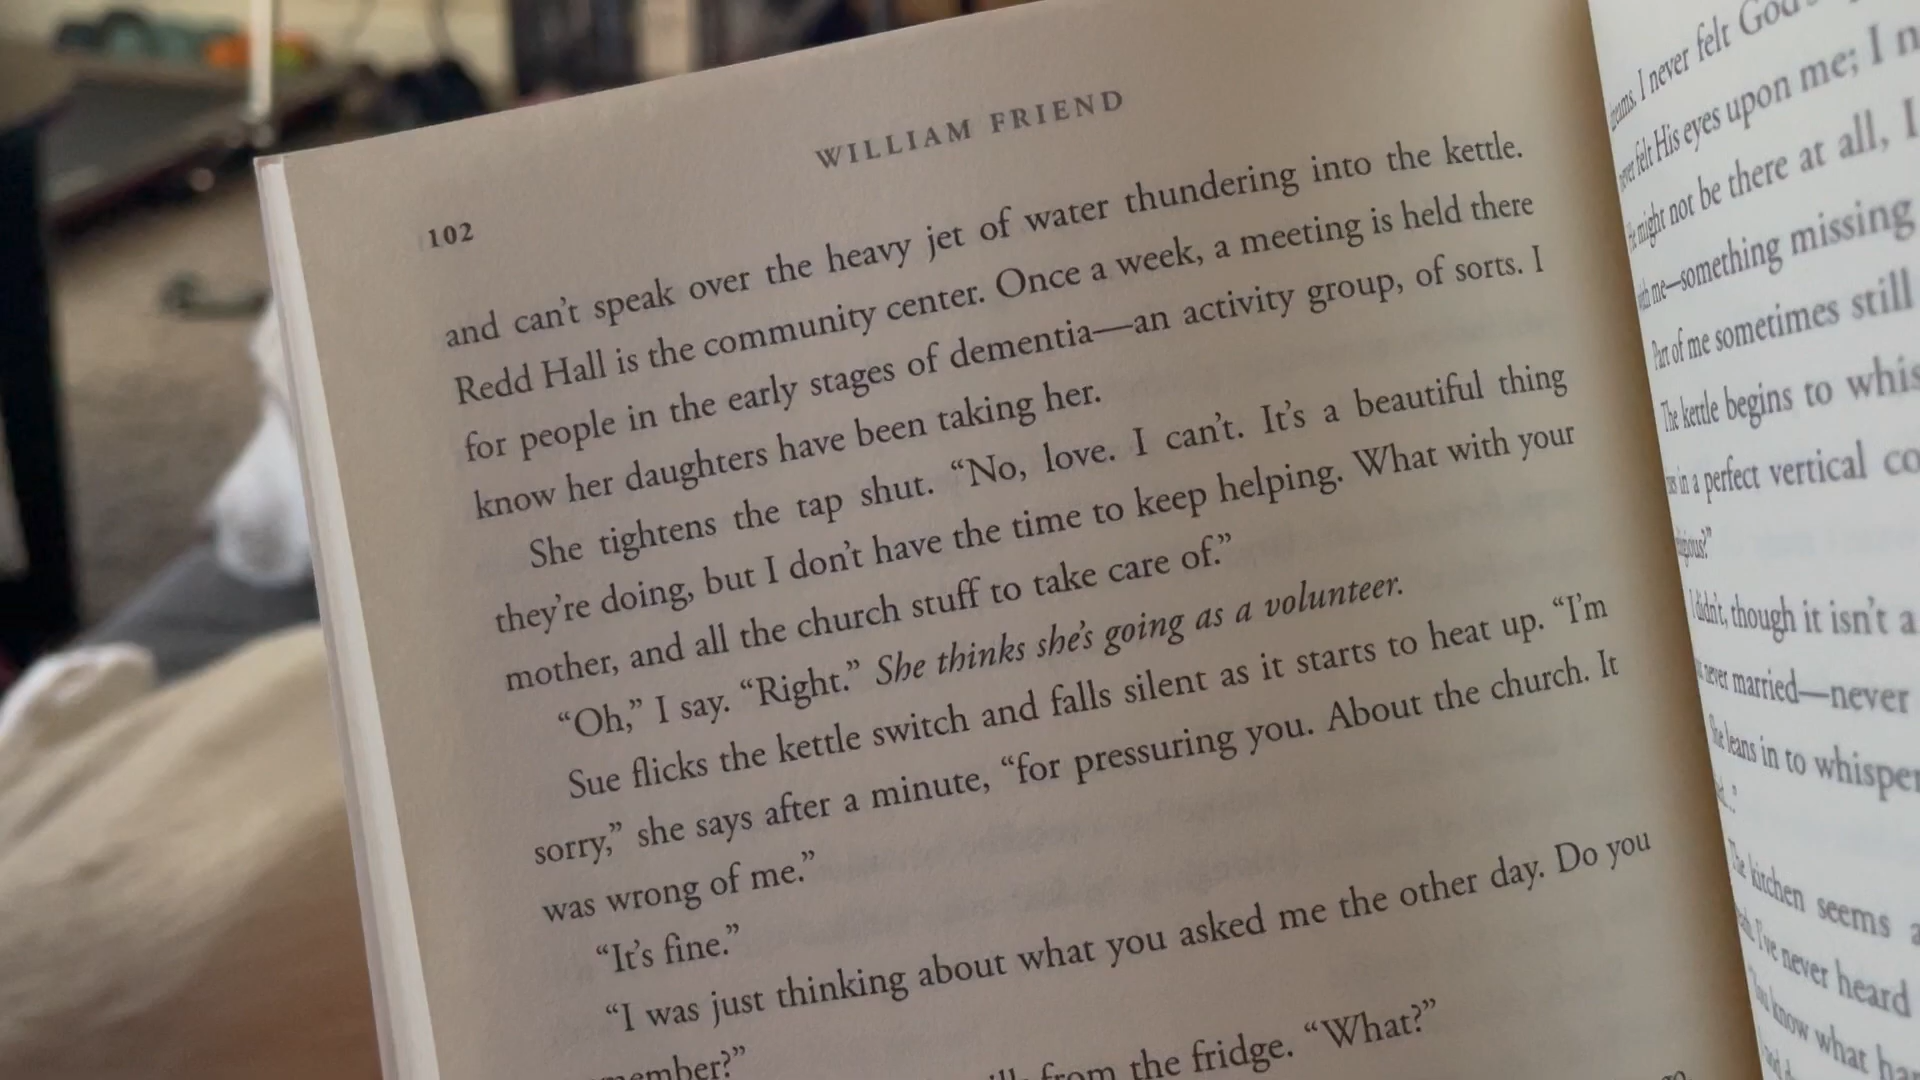 WILLIAM FRIEND
102
and can't speak over the heavy jet of water thundering into the kettle.
Redd Hall is the community center. Once a week, a meeting is held there
for people in the early stages of dementia—an activity group, of sorts. I
know her daughters have been taking her.
She tightens the tap shut. “No, love. I can't. It's a beautiful thing
they're doing, but I don't have the time to keep helping. What with your
mother, and all the church stuff to take care of.”
“Oh,” I say. “Right.” She thinks she's going as a volunteer.
Sue flicks the kettle switch and falls silent as it starts to heat up. “I'm
sorry,” she says after a minute, “for pressuring you. About the church. It
was wrong of me.”
“It's fine.”
“I was just thinking about what you asked me the other day. Do you
from the fridge. “What?”
I never felt God's
felt His eyes upon me; I
might not be there at all, I
me—something missing
Part of me sometimes still
The kettle begins to
in a perfect vertical
I didn't, though it isn't a
never married—never
She leans in to whisper
The kitchen seems
I've never heard
know what